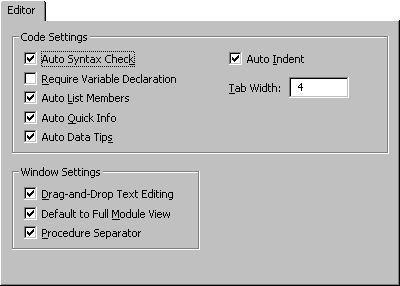 Editor
Code Settings
Auto Syntax Check
Auto Indent
Require Variable Declaration
Tab Width: 4
Auto List Members
Auto Quick Info
Auto Data Tips
Window Settings
Drag-and-Drop Text Editing
Default to Full Module View
Procedure Separator